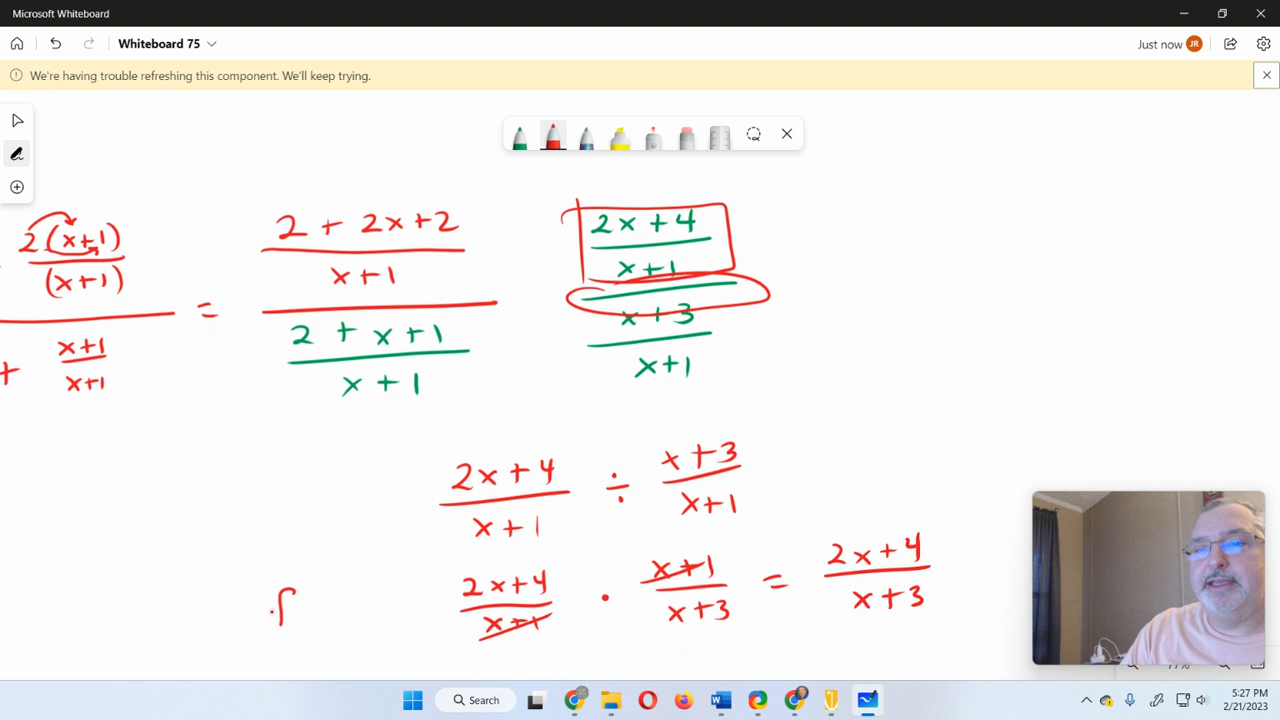 Microsoft Whiteboard
Whiteboard 75
Just now JR
We're having trouble refreshing this component. We'll keep trying.
2(x+1)
(x+1)
+ x+1
x+1
=
2 + 2x+2
x+1
2 + x+1
x+1
2x+4
x+1
x+3
x+1
2x+4 ÷ x+3
x+1 x+1
2x+4 · x+1 = 2x+4
x+1 x+3 x+3
Search
5:27 PM
2/21/2023